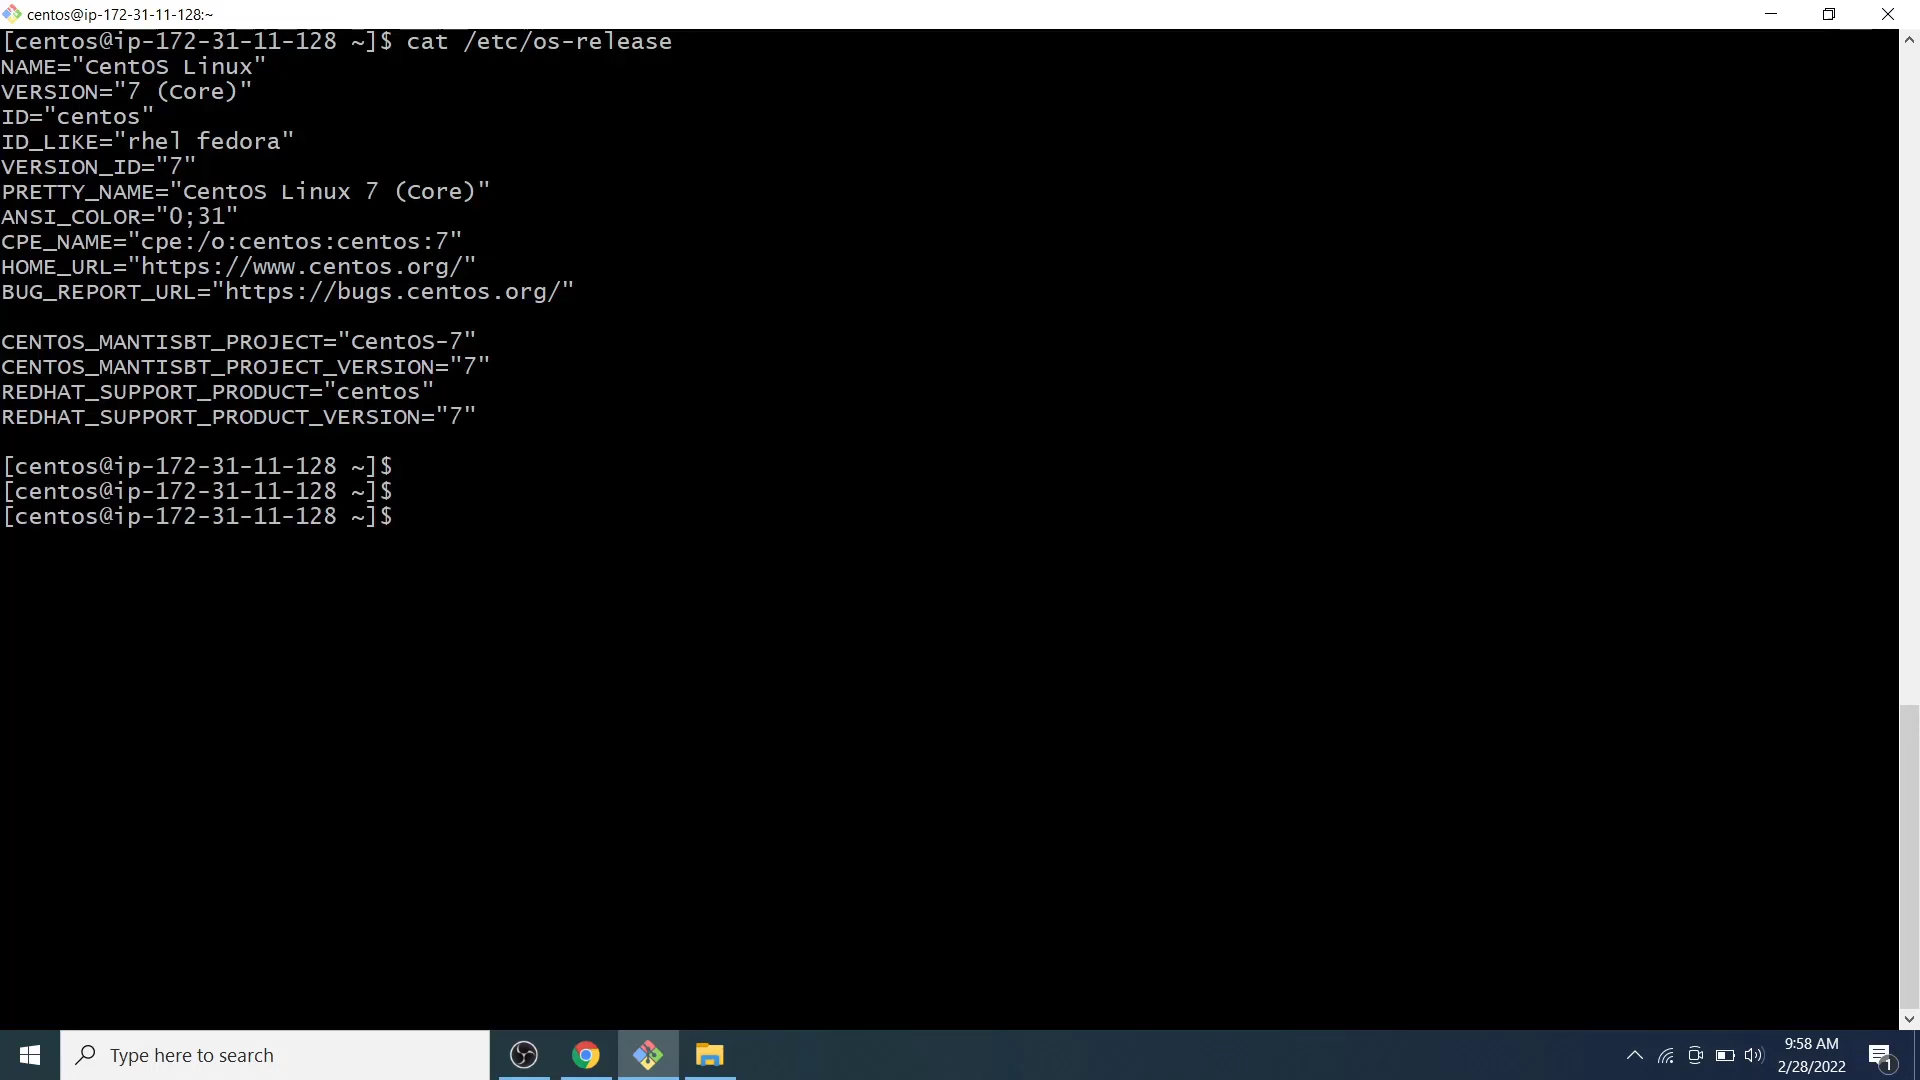 centos@ip-172-31-11-128:~
[centos@ip-172-31-11-128 ~]$ cat /etc/os-release
NAME="CentOS Linux"
VERSION="7 (Core)"
ID="centos"
ID_LIKE="rhel fedora"
VERSION_ID="7"
PRETTY_NAME="CentOS Linux 7 (Core)"
ANSI_COLOR="0;31"
CPE_NAME="cpe:/o:centos:centos:7"
HOME_URL="https://www.centos.org/"
BUG_REPORT_URL="https://bugs.centos.org/"
CENTOS_MANTISBT_PROJECT="CentOS-7"
CENTOS_MANTISBT_PROJECT_VERSION="7"
REDHAT_SUPPORT_PRODUCT="centos"
REDHAT_SUPPORT_PRODUCT_VERSION="7"
[centos@ip-172-31-11-128 ~]$
[centos@ip-172-31-11-128 ~]$
[centos@ip-172-31-11-128 ~]$
Type here to search
9:58 AM
2/28/2022
1